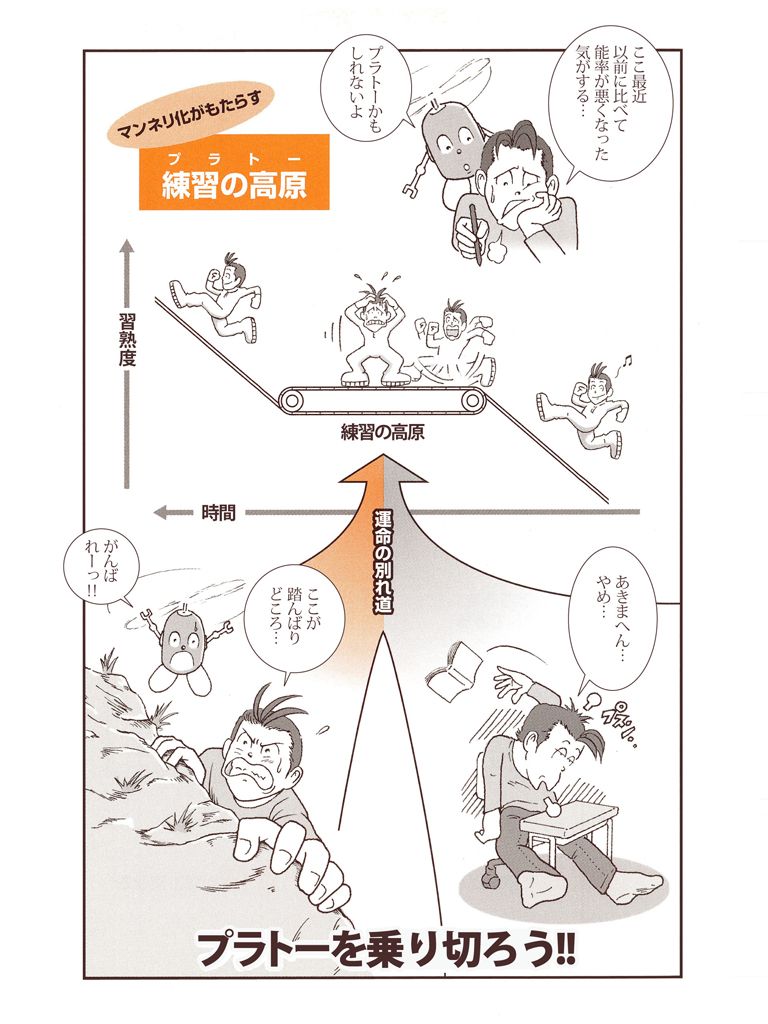 ここ最近
以前に比べて
能率が悪くなった
気がする…
プラトーかも
しれないよ
マンネリ化がもたらす
プラトー
練習の高原
習熟度
練習の高原
時間
運命の別れ道
がんば
れーっ!!
ここが
踏んばり
どころ…
あきまへん…
やめ…
プスン…
プラトーを乗り切ろう!!